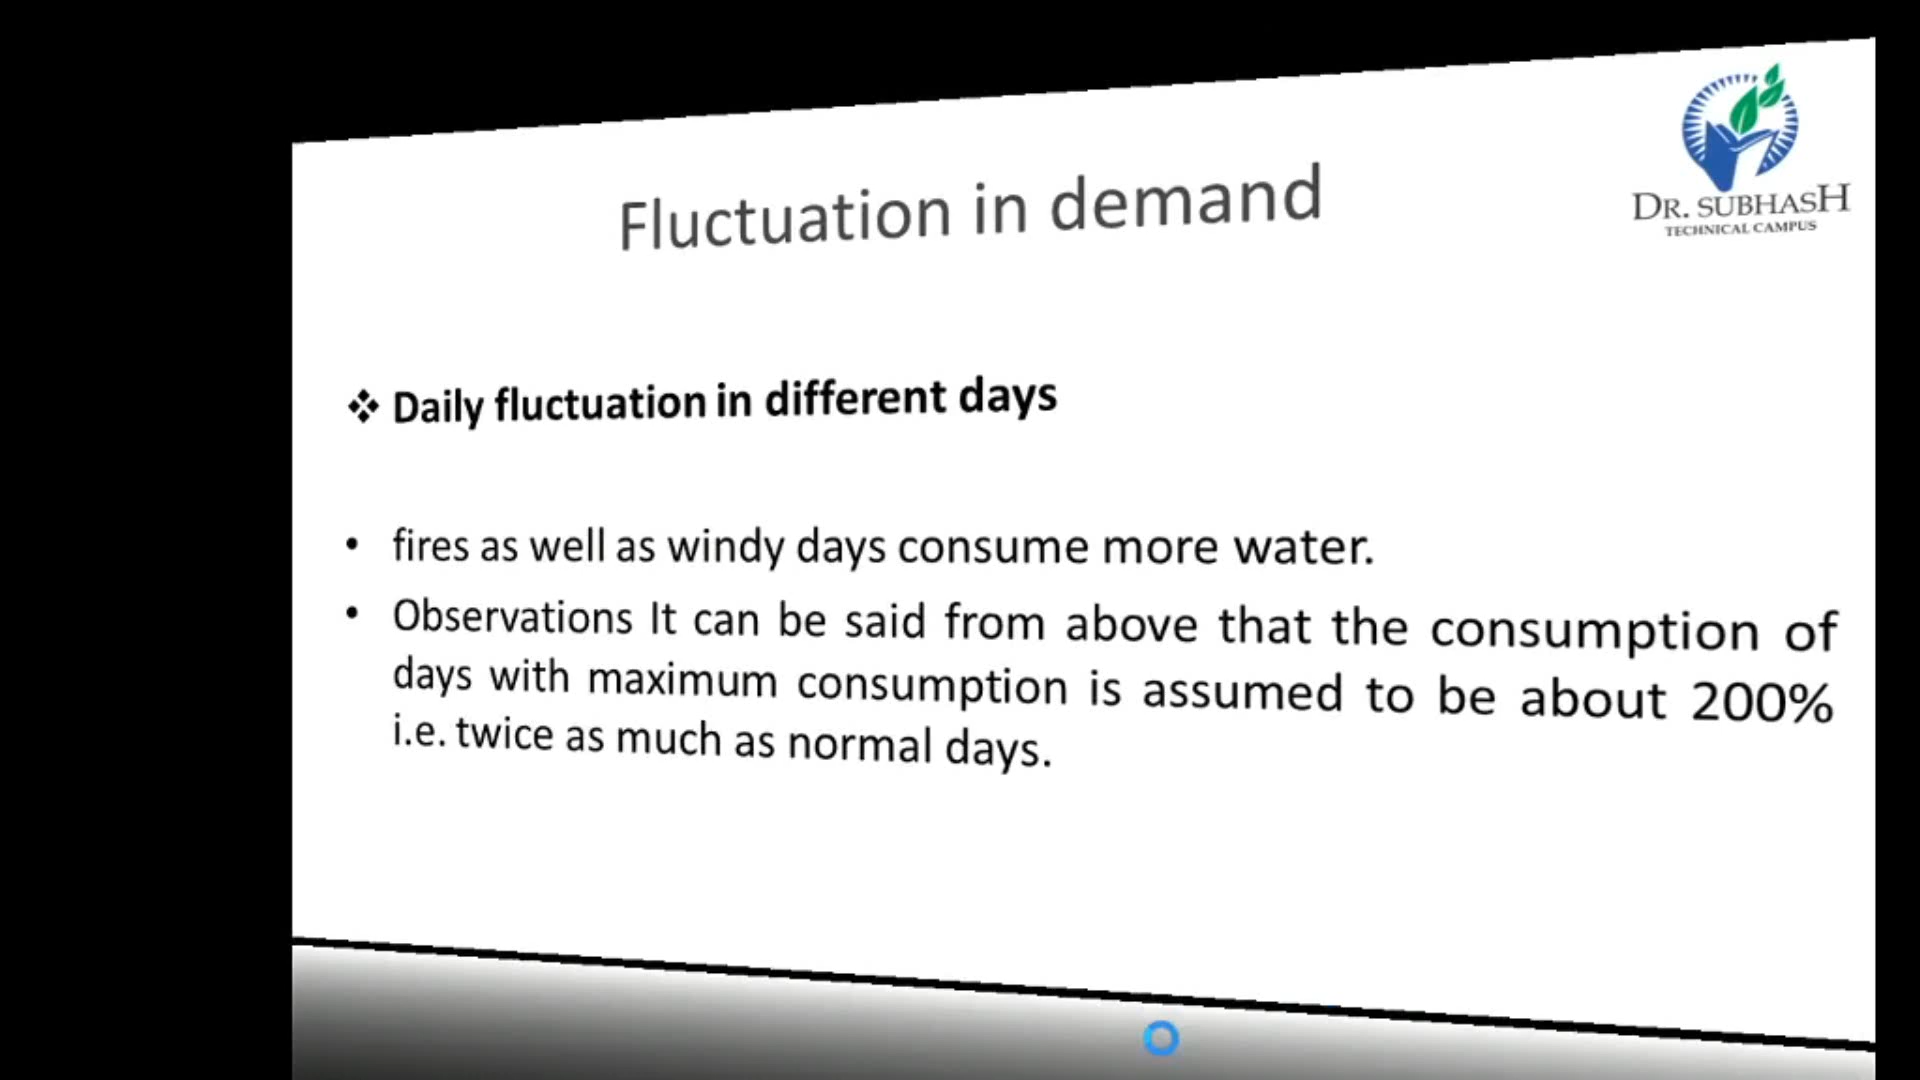 DR. SUBHASH
TECHNICAL CAMPUS
Fluctuation in demand
❖ Daily fluctuation in different days
• fires as well as windy days consume more water.
• Observations It can be said from above that the consumption of
days with maximum consumption is assumed to be about 200%
i.e. twice as much as normal days.